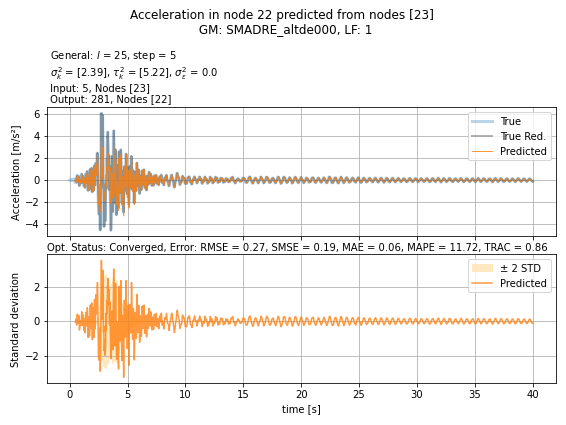 Acceleration in node 22 predicted from nodes [23]
GM: SMADRE_altde000, LF: 1
General: l = 25, step = 5
σ²ₖ = [2.39], τ²ₖ = [5.22], σ²_ε = 0.0
Input: 5, Nodes [23]
Output: 281, Nodes [22]
Acceleration [m/s²]
6
4
2
0
−2
−4
True
True Red.
Predicted
Opt. Status: Converged, Error: RMSE = 0.27, SMSE = 0.19, MAE = 0.06, MAPE = 11.72, TRAC = 0.86
Standard deviation
2
0
−2
± 2 STD
Predicted
0 5 10 15 20 25 30 35 40
time [s]